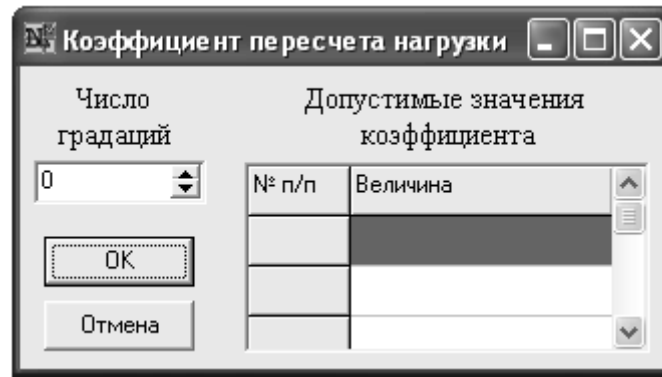 Коэффициент пересчета нагрузки
Число
градаций
Допустимые значения
коэффициента
0
№ п/п Величина
OK
Отмена